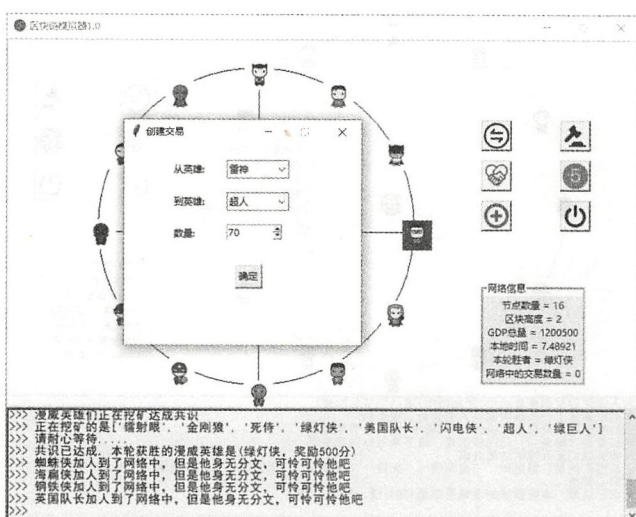 区块链模拟器1.0
创建交易
从英雄: 雷神
到英雄: 超人
数量: 70
确定
网络信息
节点数量 = 16
区块高度 = 2
GDP总量 = 1200500
本地时间 = 7.48921
本轮胜者 = 绿灯侠
网络中的交易数量 = 0
>>> 漫威英雄们正在挖矿达成共识
>>> 正在挖矿的是['镭射眼', '金刚狼', '死侍', '绿灯侠', '美国队长', '闪电侠', '超人', '绿巨人']
>>> 请耐心等待.....
>>> 共识已达成, 本轮获胜的漫威英雄是(绿灯侠, 奖励500分)
>>> 蜘蛛侠加入到了网络中, 但是他身无分文, 可怜可怜他吧
>>> 海扁侠加入到了网络中, 但是他身无分文, 可怜可怜他吧
>>> 钢铁侠加入到了网络中, 但是他身无分文, 可怜可怜他吧
>>> 英国队长加入到了网络中, 但是他身无分文, 可怜可怜他吧
>>>